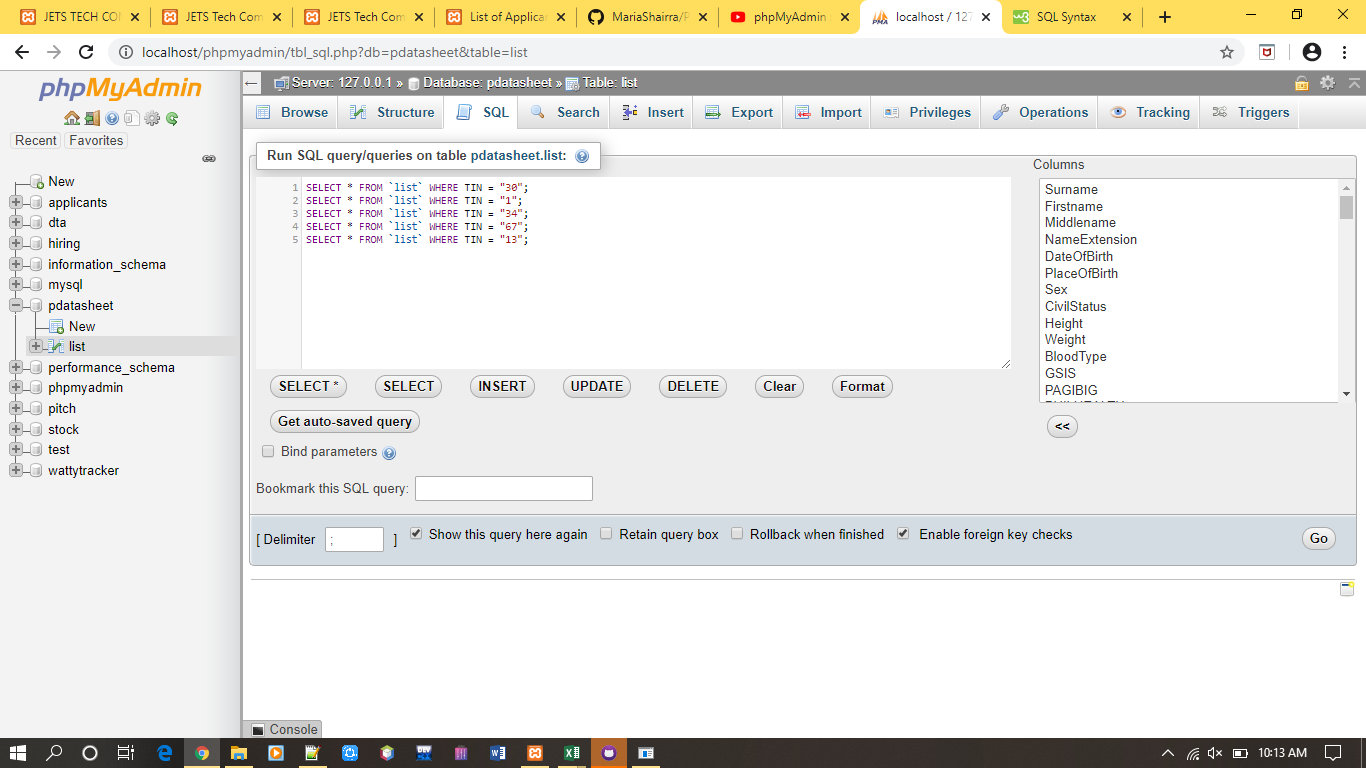 JETS TECH CO
JETS Tech Com
JETS Tech Com
List of Applica
MariaShairra/P
phpMyAdmin
localhost / 127
SQL Syntax
localhost/phpmyadmin/tbl_sql.php?db=pdatasheet&table=list
phpMyAdmin
Recent Favorites
New
applicants
dta
hiring
information_schema
mysql
pdatasheet
New
list
performance_schema
phpmyadmin
pitch
stock
test
wattytracker
Server: 127.0.0.1 » Database: pdatasheet » Table: list
Browse Structure SQL Search Insert Export Import Privileges Operations Tracking Triggers
Run SQL query/queries on table pdatasheet.list:
1 SELECT * FROM `list` WHERE TIN = "30";
2 SELECT * FROM `list` WHERE TIN = "1";
3 SELECT * FROM `list` WHERE TIN = "34";
4 SELECT * FROM `list` WHERE TIN = "67";
5 SELECT * FROM `list` WHERE TIN = "13";
Columns
Surname
Firstname
Middlename
NameExtension
DateOfBirth
PlaceOfBirth
Sex
CivilStatus
Height
Weight
BloodType
GSIS
PAGIBIG
<<
SELECT * SELECT INSERT UPDATE DELETE Clear Format
Get auto-saved query
Bind parameters
Bookmark this SQL query:
[ Delimiter ; ] Show this query here again Retain query box Rollback when finished Enable foreign key checks Go
Console
10:13 AM